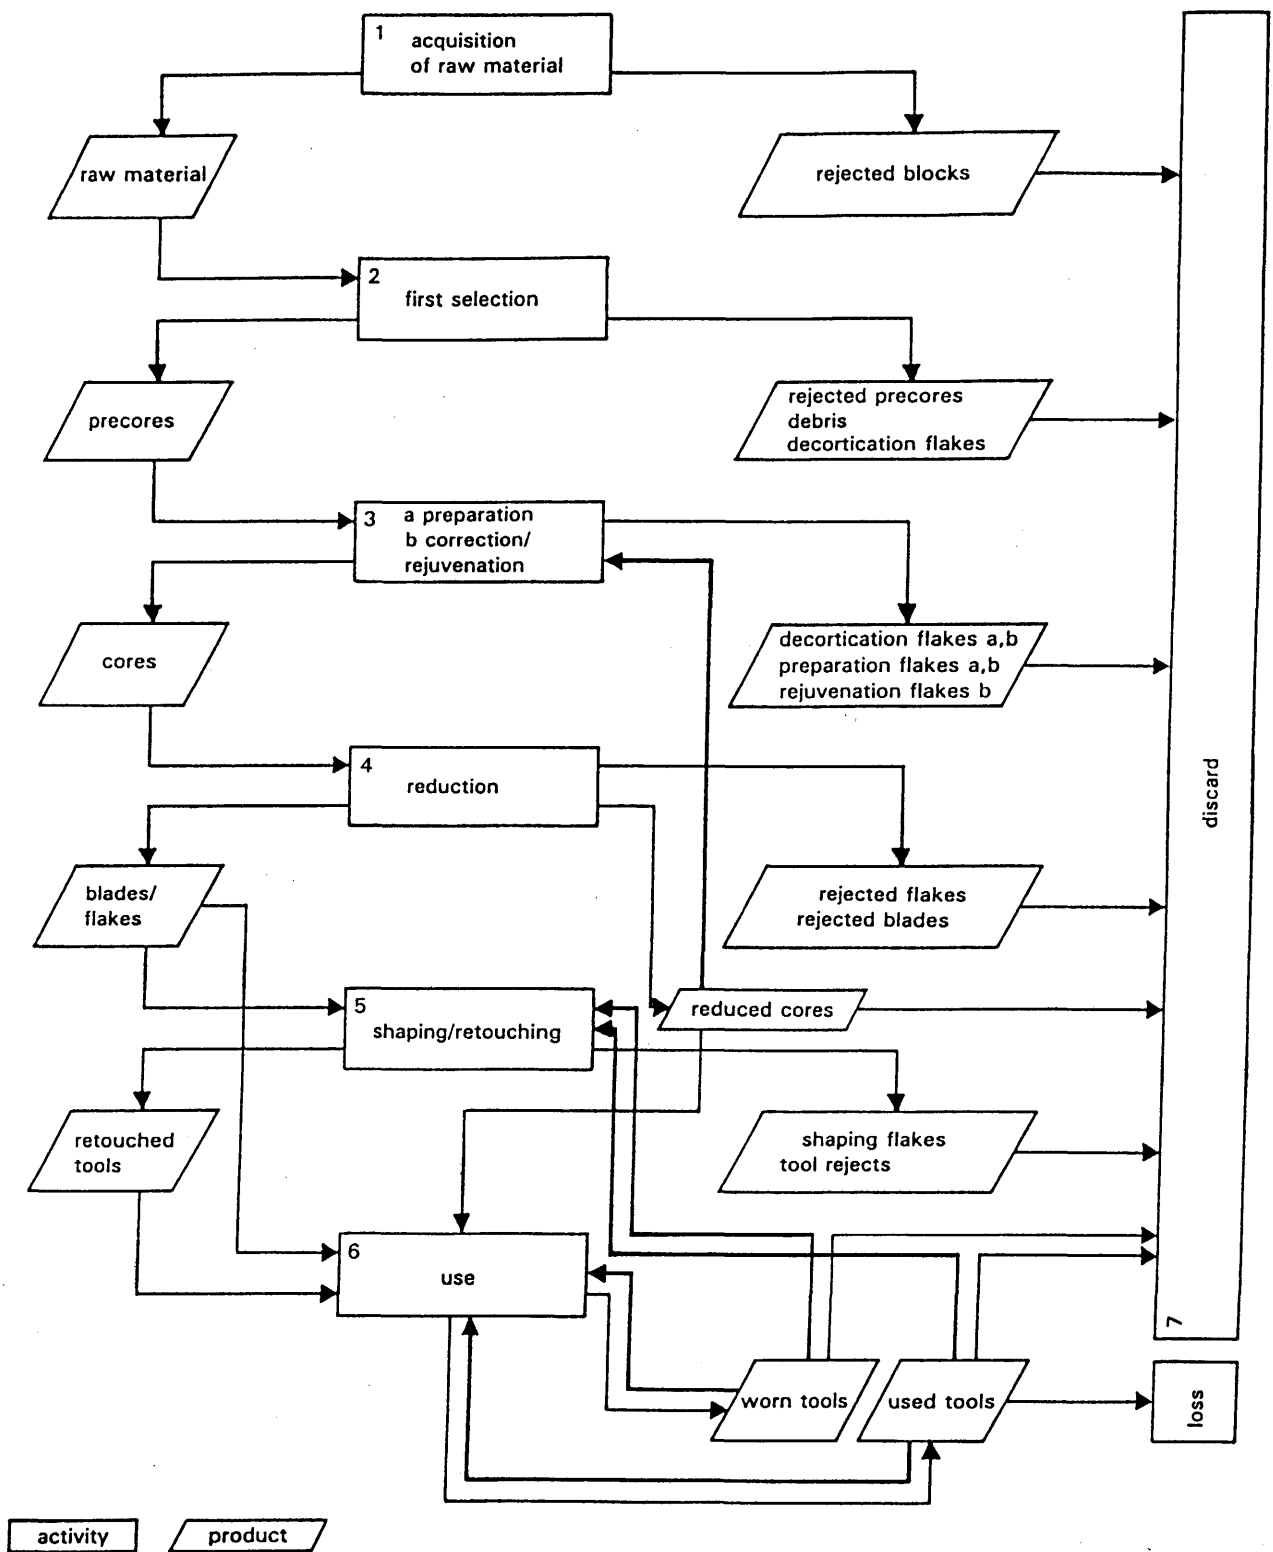 1
acquisition
of raw material
raw material
rejected blocks
2
first selection
precores
rejected precores
debris
decortication flakes
3
a preparation
b correction/
rejuvenation
cores
decortication flakes a,b
preparation flakes a,b
rejuvenation flakes b
4
reduction
discard
blades/
flakes
rejected flakes
rejected blades
5
shaping/retouching
reduced cores
retouched
tools
shaping flakes
tool rejects
6
use
7
worn tools
used tools
loss
activity
product